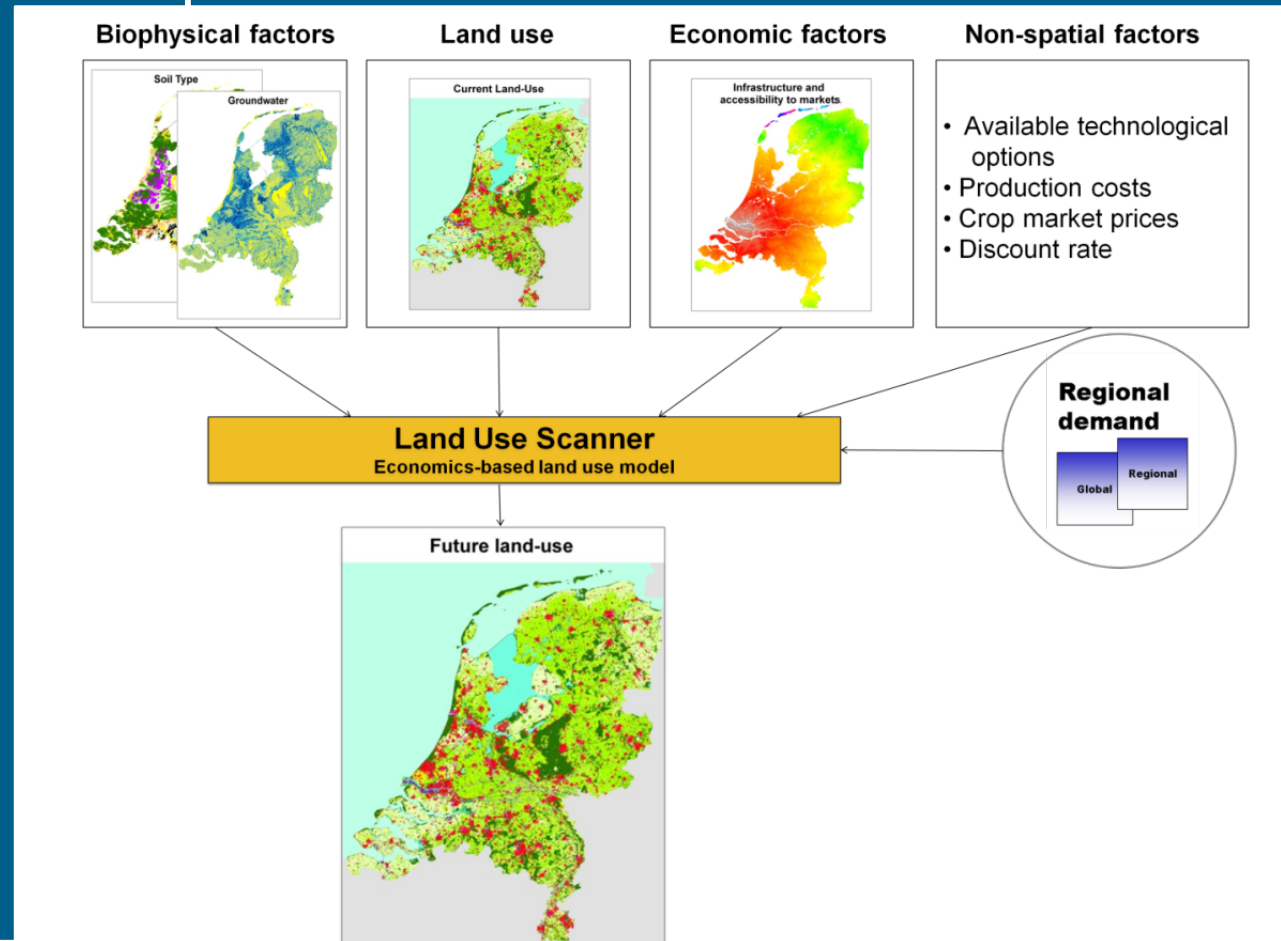 Biophysical factors
Land use
Economic factors
Non-spatial factors
Soil Type
Groundwater
Current Land-Use
Infrastructure and
accessibility to markets
• Available technological
options
• Production costs
• Crop market prices
• Discount rate
Land Use Scanner
Economics-based land use model
Regional
demand
Global
Regional
Future land-use